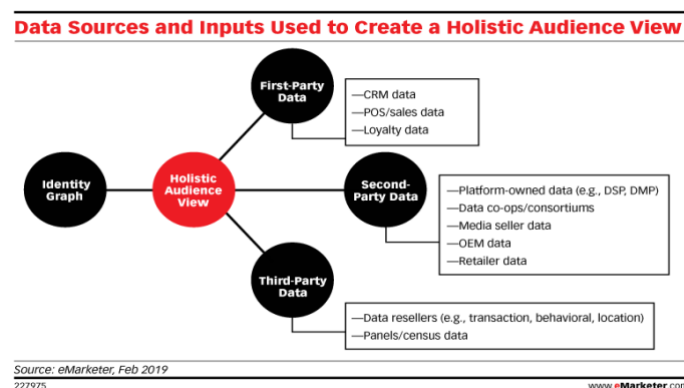 Data Sources and Inputs Used to Create a Holistic Audience View
First-Party
Data
—CRM data
—POS/sales data
—Loyalty data
Identity
Graph
Holistic
Audience
View
Second-
Party Data
—Platform-owned data (e.g., DSP, DMP)
—Data co-ops/consortiums
—Media seller data
—OEM data
—Retailer data
Third-Party
Data
—Data resellers (e.g., transaction, behavioral, location)
—Panels/census data
Source: eMarketer, Feb 2019
227975
www.eMarketer.com